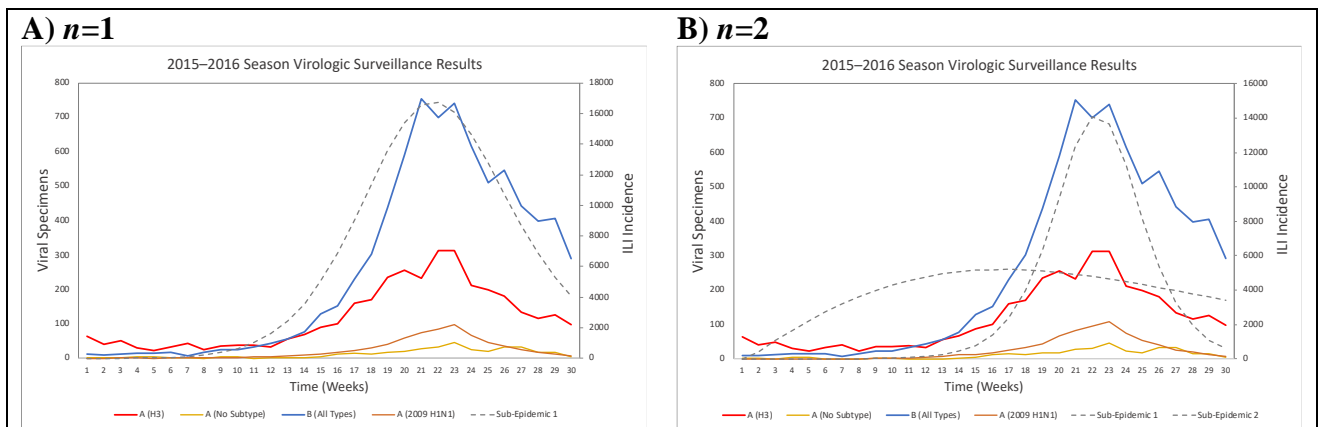 A) n=1
2015–2016 Season Virologic Surveillance Results
800 18000
700 16000
600 14000
500 12000
400 10000
300 8000
200 6000
100 4000
0 2000
0
Viral Specimens
ILI Incidence
1 2 3 4 5 6 7 8 9 10 11 12 13 14 15 16 17 18 19 20 21 22 23 24 25 26 27 28 29 30
Time (Weeks)
A (H3) A (No Subtype) B (All Types) A (2009 H1N1) Sub-Epidemic 1
B) n=2
2015–2016 Season Virologic Surveillance Results
800 16000
700 14000
600 12000
500 10000
400 8000
300 6000
200 4000
100 2000
0 0
Viral Specimens
ILI Incidence
1 2 3 4 5 6 7 8 9 10 11 12 13 14 15 16 17 18 19 20 21 22 23 24 25 26 27 28 29 30
Time (Weeks)
A (H3) A (No Subtype) B (All Types) A (2009 H1N1) Sub-Epidemic 1 Sub-Epidemic 2